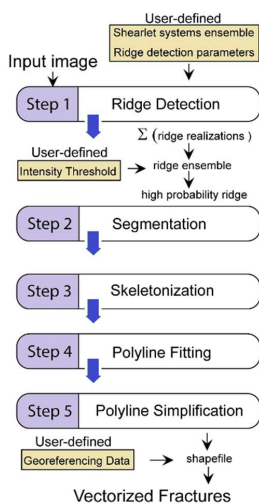 User-defined
Shearlet systems ensemble
Ridge detection parameters
Input image
Step 1 Ridge Detection
Σ (ridge realizations)
User-defined
Intensity Threshold
ridge ensemble
high probability ridge
Step 2 Segmentation
Step 3 Skeletonization
Step 4 Polyline Fitting
Step 5 Polyline Simplification
User-defined
Georeferencing Data
shapefile
Vectorized Fractures